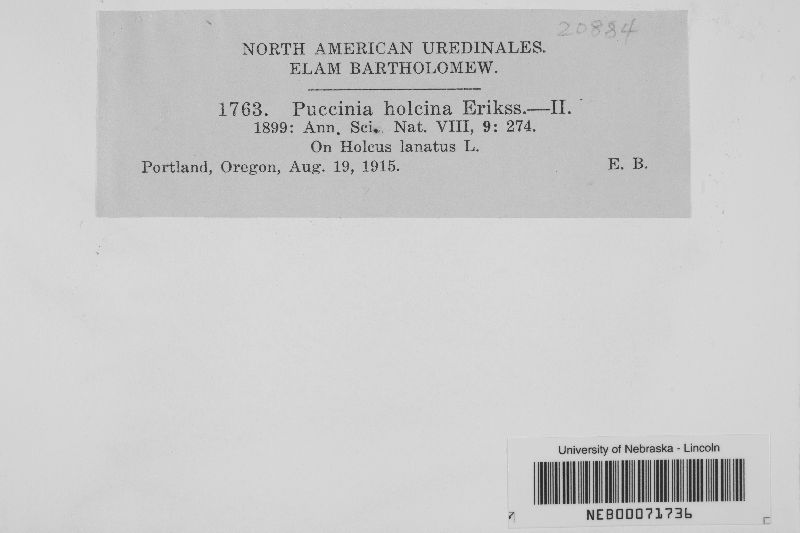 20884
NORTH AMERICAN UREDINALES.
ELAM BARTHOLOMEW.
1763. Puccinia holcina Erikss.—II.
1899: Ann. Sci. Nat. VIII, 9: 274.
On Holcus lanatus L.
Portland, Oregon, Aug. 19, 1915. E. B.
University of Nebraska - Lincoln
NEB00071736